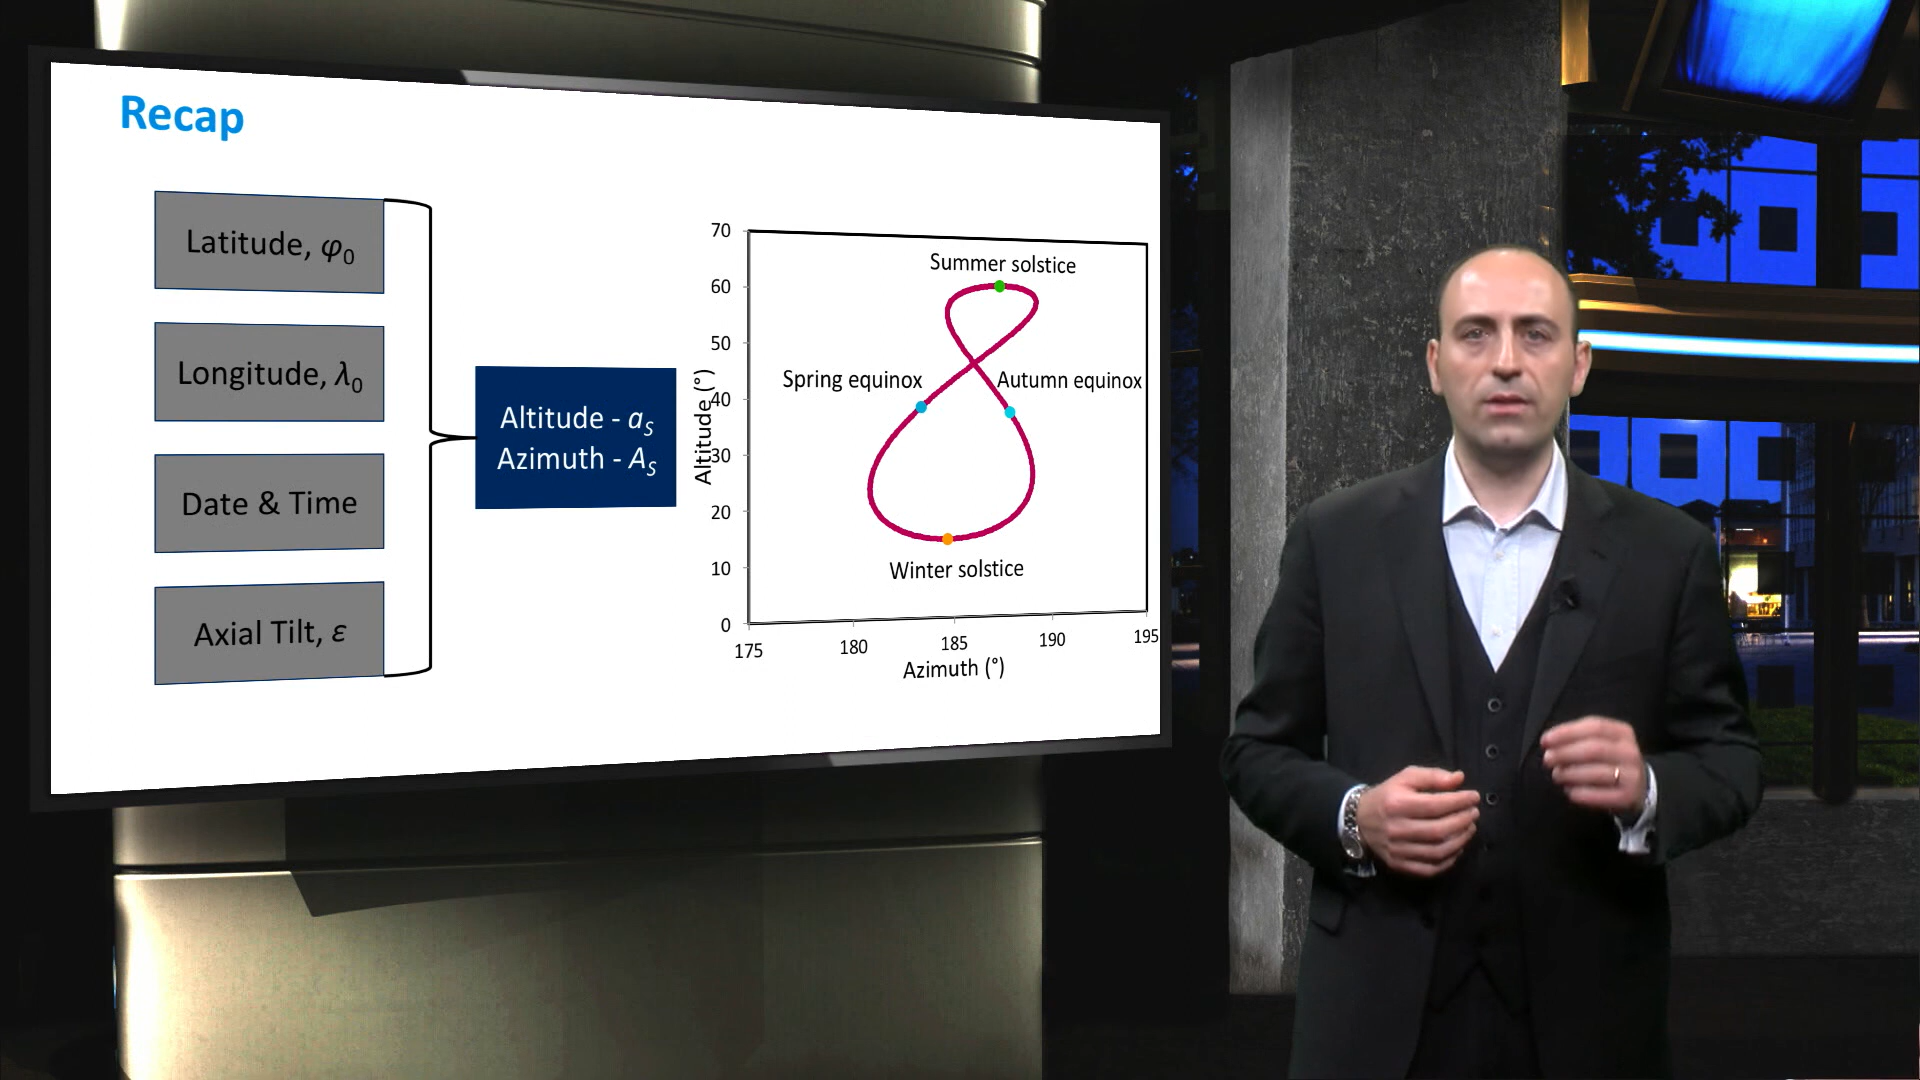 Recap
Latitude, φ₀
Longitude, λ₀
Date & Time
Axial Tilt, ε
Altitude - aₛ
Azimuth - Aₛ
Altitude (°)
70
60
50
40
30
20
10
0
Summer solstice
Spring equinox
Autumn equinox
Winter solstice
175
180
185
190
195
Azimuth (°)